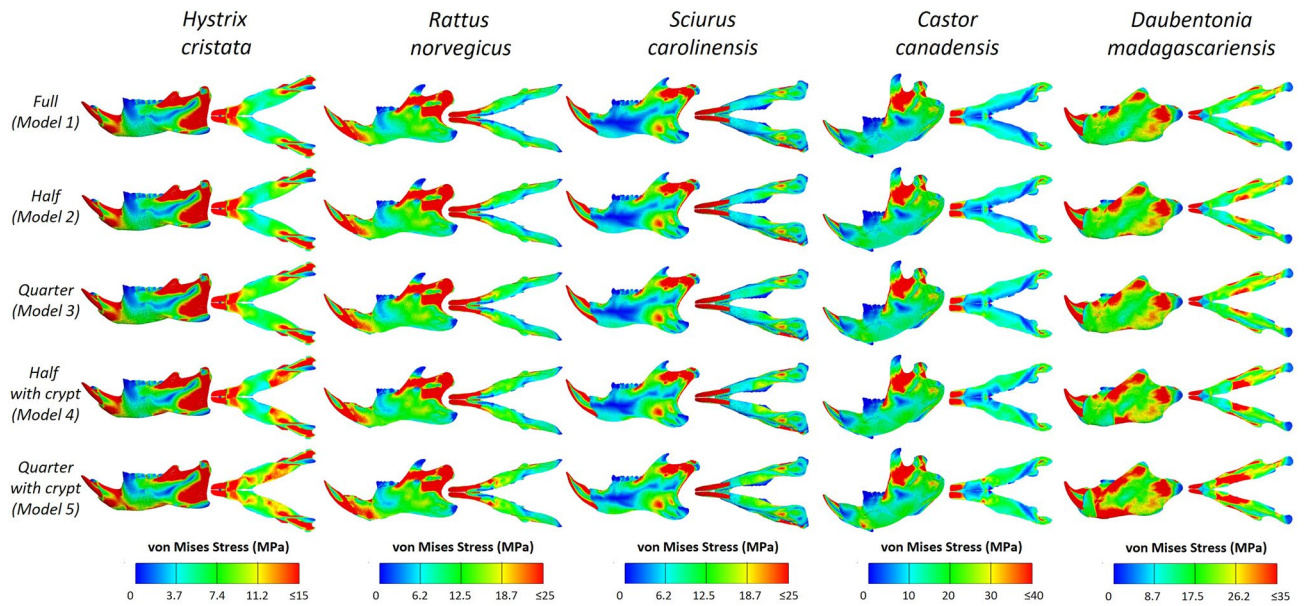 Hystrix
cristata
Rattus
norvegicus
Sciurus
carolinensis
Castor
canadensis
Daubentonia
madagascariensis
Full
(Model 1)
Half
(Model 2)
Quarter
(Model 3)
Half
with crypt
(Model 4)
Quarter
with crypt
(Model 5)
von Mises Stress (MPa)
0 3.7 7.4 11.2 ≤15
von Mises Stress (MPa)
0 6.2 12.5 18.7 ≤25
von Mises Stress (MPa)
0 6.2 12.5 18.7 ≤25
von Mises Stress (MPa)
0 10 20 30 ≤40
von Mises Stress (MPa)
0 8.7 17.5 26.2 ≤35